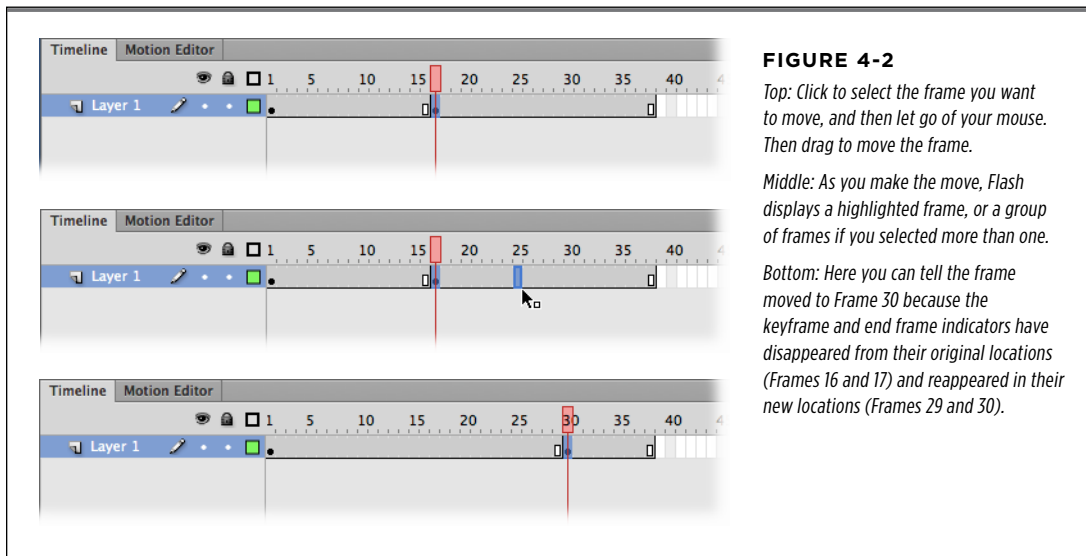 Timeline Motion Editor
1 5 10 15 20 25 30 35 40 4
Layer 1
Timeline Motion Editor
1 5 10 15 20 25 30 35 40 4
Layer 1
Timeline Motion Editor
1 5 10 15 20 25 30 35 40 4
Layer 1
FIGURE 4-2
Top: Click to select the frame you want
to move, and then let go of your mouse.
Then drag to move the frame.
Middle: As you make the move, Flash
displays a highlighted frame, or a group
of frames if you selected more than one.
Bottom: Here you can tell the frame
moved to Frame 30 because the
keyframe and end frame indicators have
disappeared from their original locations
(Frames 16 and 17) and reappeared in their
new locations (Frames 29 and 30).